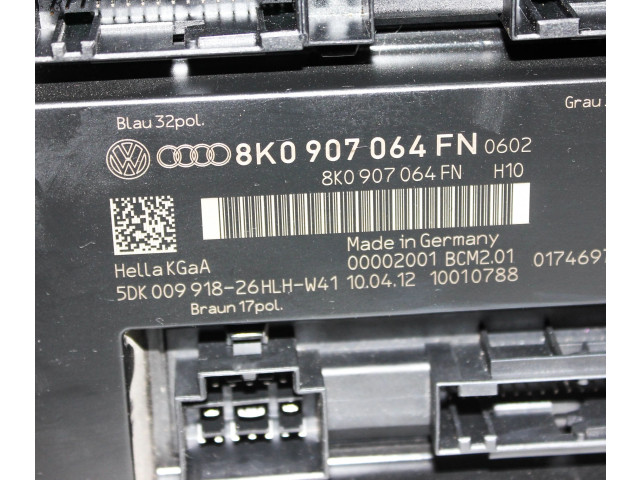 Blau 32pol.
Grau
8K0 907 064 FN 0602
8K0 907 064 FN H10
Made in Germany
Hella KGaA 00002001 BCM2.01
5DK 009 918-26 HLH-W41 10.04.12 10010788
Braun 17pol.